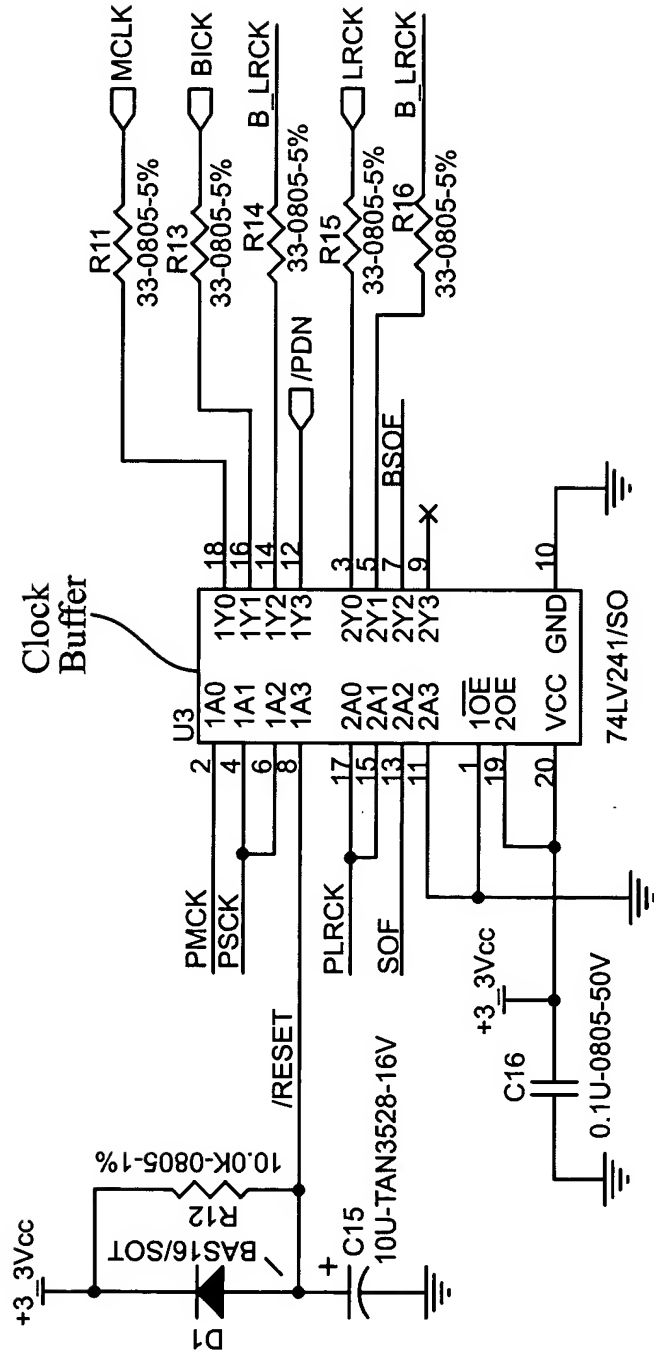 Clock
Buffer
U3
1A0
1A1
1A2
1A3
2A0
2A1
2A2
2A3
1OE
2OE
VCC
1Y0
1Y1
1Y2
1Y3
2Y0
2Y1
2Y2
2Y3
GND
74LV241/SO
2
4
6
8
17
15
13
11
1
19
20
18
16
14
12
3
5
7
9
10
PMCK
PSCK
/RESET
PLRCK
SOF
+3_3Vcc
D1
BAS16/SOT
R12
10.0K-0805-1%
C15
+
10U-TAN3528-16V
+3_3Vcc
C16
0.1U-0805-50V
R11
33-0805-5%
MCLK
R13
33-0805-5%
BICK
R14
33-0805-5%
B_LRCK
/PDN
R15
33-0805-5%
LRCK
R16
33-0805-5%
B_LRCK
BSOF